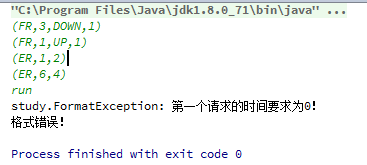 "C:\Program Files\Java\jdk1.8.0_71\bin\java" ...
(FR,3,DOWN,1)
(FR,1,UP,1)
(ER,1,2)
(ER,6,4)
run
study.FormatException: 第一个请求的时间要求为0!
格式错误!
Process finished with exit code 0